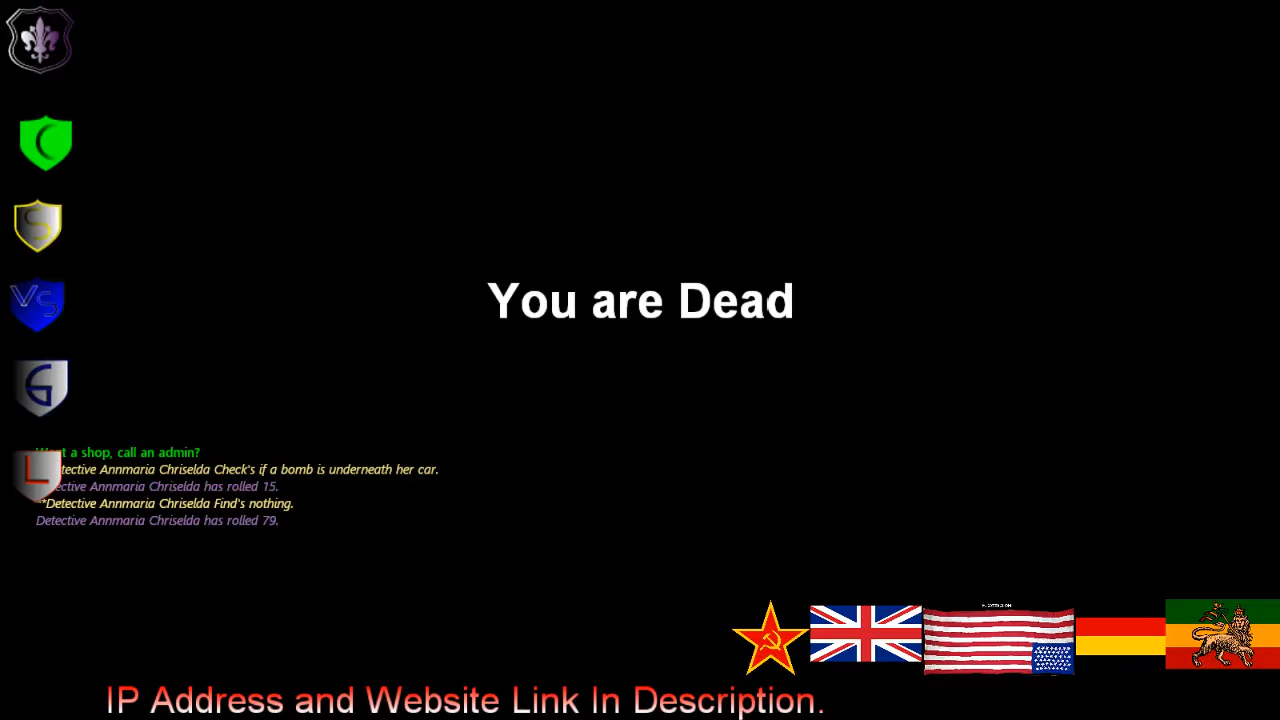 C
S
VS
You are Dead
G
t a shop, call an admin?
L
tective Annmaria Chriselda Check's if a bomb is underneath her car.
ective Annmaria Chriselda has rolled 15.
**Detective Annmaria Chriselda Find's nothing.
Detective Annmaria Chriselda has rolled 79.
IP Address and Website Link In Description.